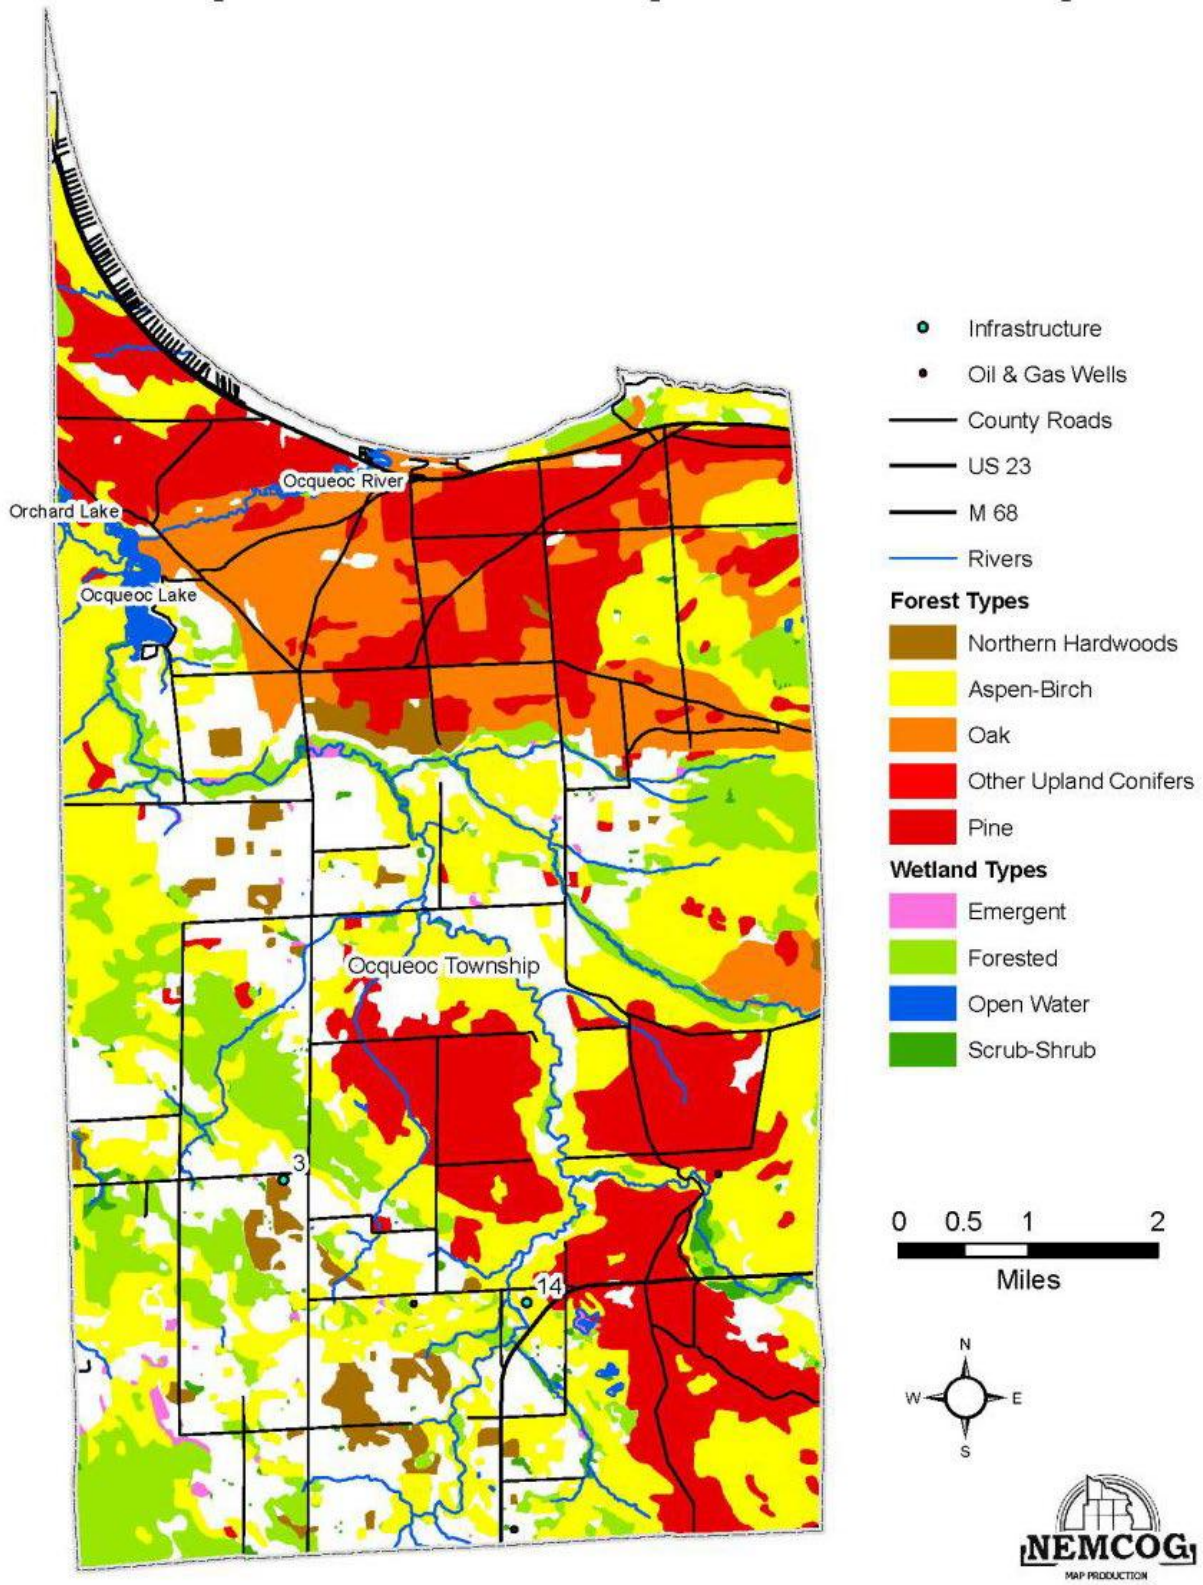 Ocqueoc River
Orchard Lake
Ocqueoc Lake
Ocqueoc Township
3
14
Infrastructure
Oil & Gas Wells
County Roads
US 23
M 68
Rivers
Forest Types
Northern Hardwoods
Aspen-Birch
Oak
Other Upland Conifers
Pine
Wetland Types
Emergent
Forested
Open Water
Scrub-Shrub
0 0.5 1 2
Miles
N
W E
S
NEMCOG
MAP PRODUCTION